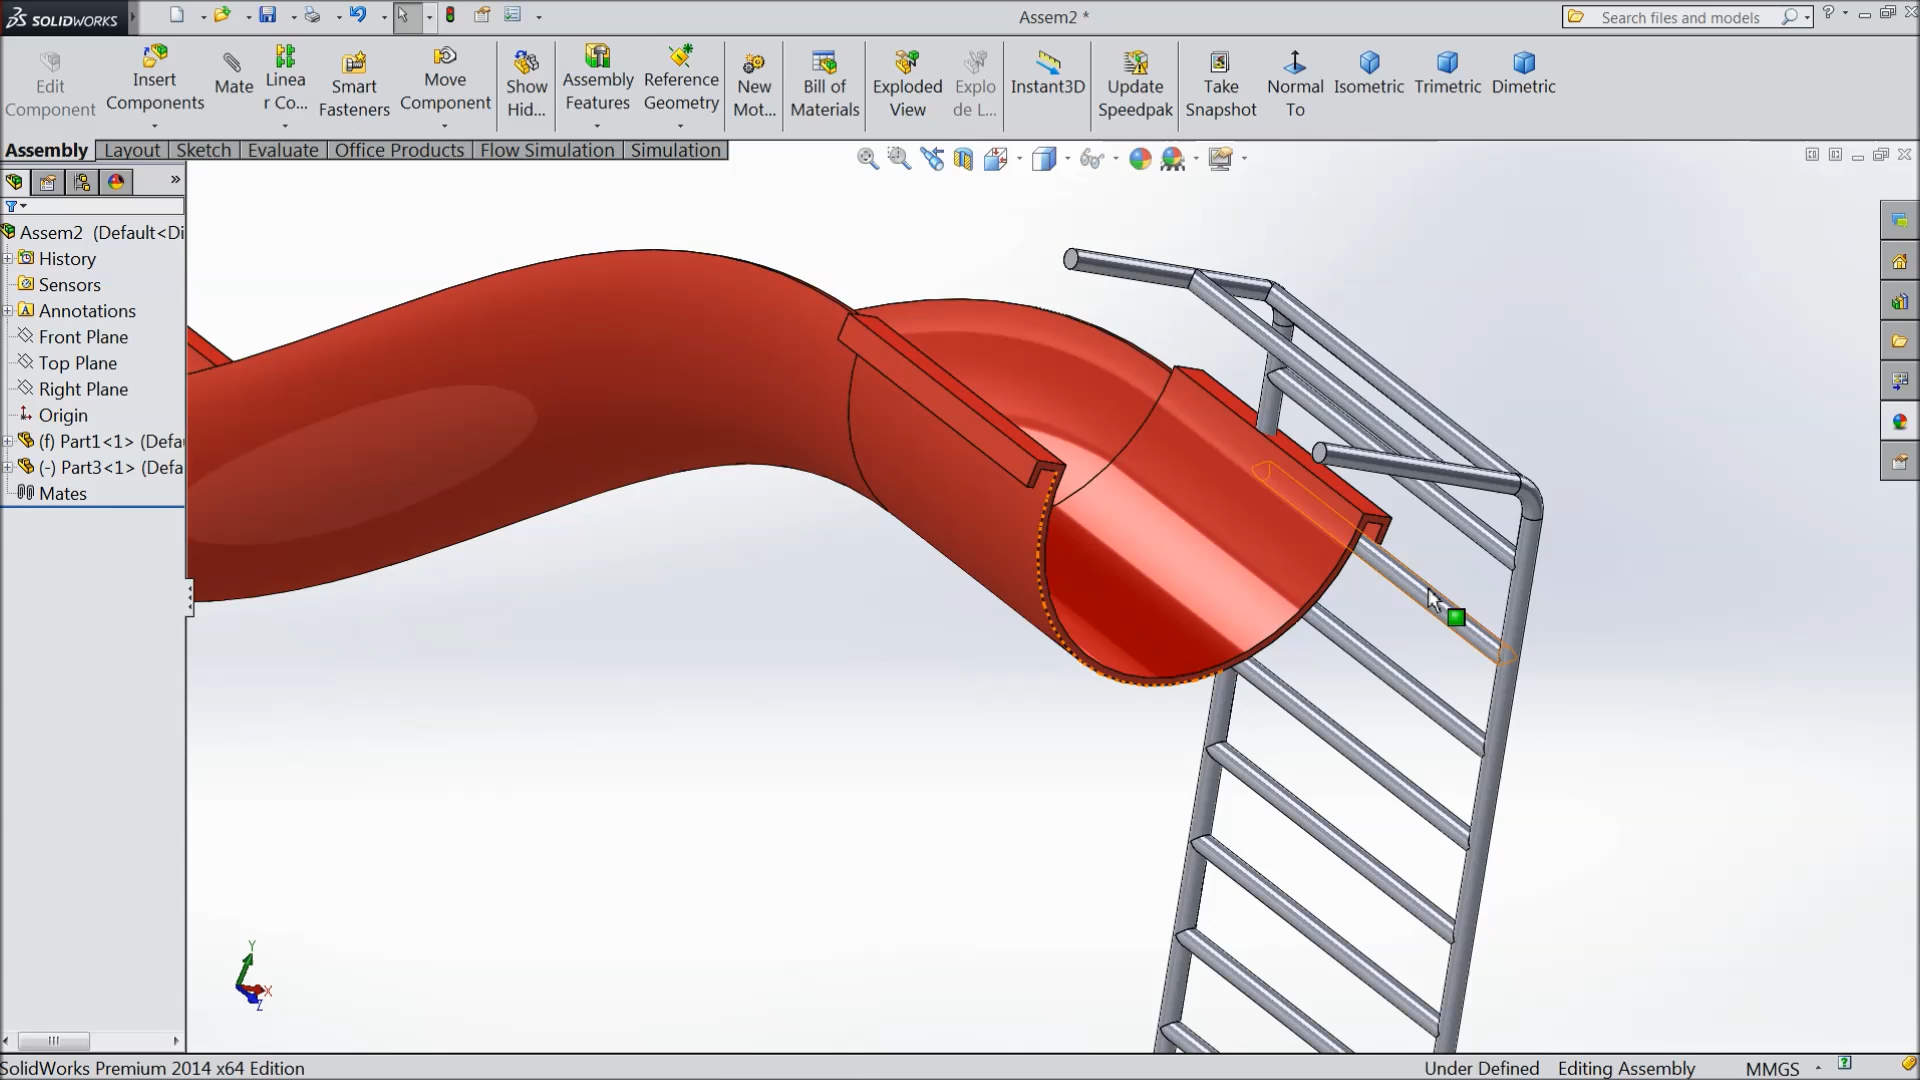 SOLIDWORKS
Assem2 *
Search files and models
?
Edit Component
Insert Components
Mate
Linea r Co...
Smart Fasteners
Move Component
Show Hid...
Assembly Features
Reference Geometry
New Mot...
Bill of Materials
Exploded View
Explo de L...
Instant3D
Update Speedpak
Take Snapshot
Normal To
Isometric
Trimetric
Dimetric
Assembly
Layout
Sketch
Evaluate
Office Products
Flow Simulation
Simulation
»
Assem2 (Default<Di
History
Sensors
A Annotations
Front Plane
Top Plane
Right Plane
Origin
(f) Part1<1> (Defau
(-) Part3<1> (Defa
Mates
Y
X
Z
SolidWorks Premium 2014 x64 Edition
Under Defined
Editing Assembly
MMGS
?